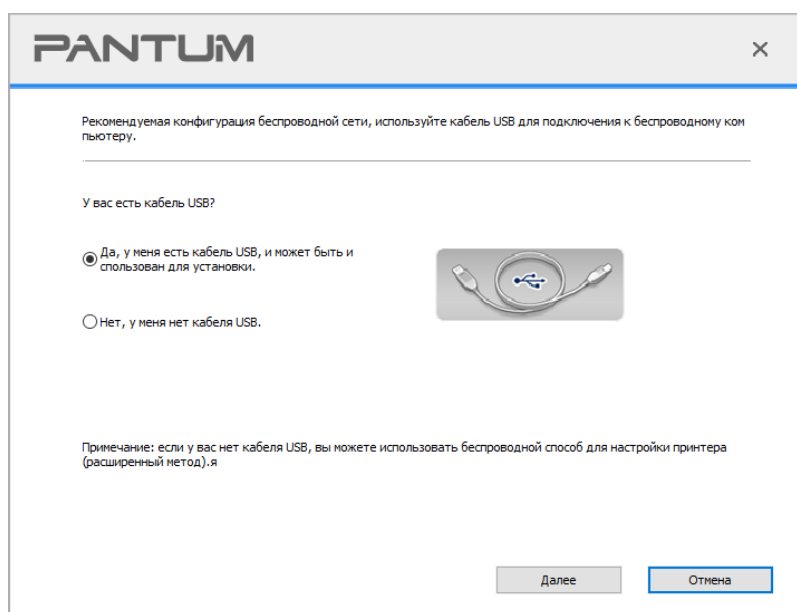 PANTUM
Рекомендуемая конфигурация беспроводной сети, используйте кабель USB для подключения к беспроводному ком
пьютеру.
У вас есть кабель USB?
Да, у меня есть кабель USB, и может быть и
спользован для установки.
Нет, у меня нет кабеля USB.
Примечание: если у вас нет кабеля USB, вы можете использовать беспроводной способ для настройки принтера
(расширенный метод).я
Далее
Отмена